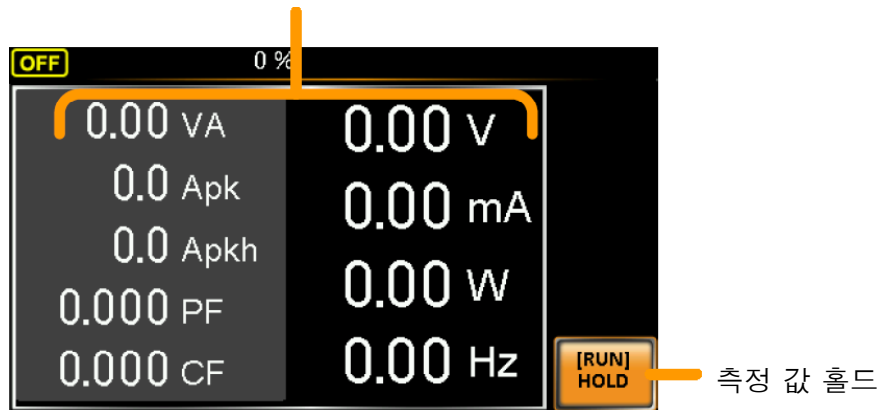 OFF 0 %
0.00 VA
0.0 Apk
0.0 Apkh
0.000 PF
0.000 CF
0.00 V
0.00 mA
0.00 W
0.00 Hz
[RUN]
HOLD
측정 값 홀드